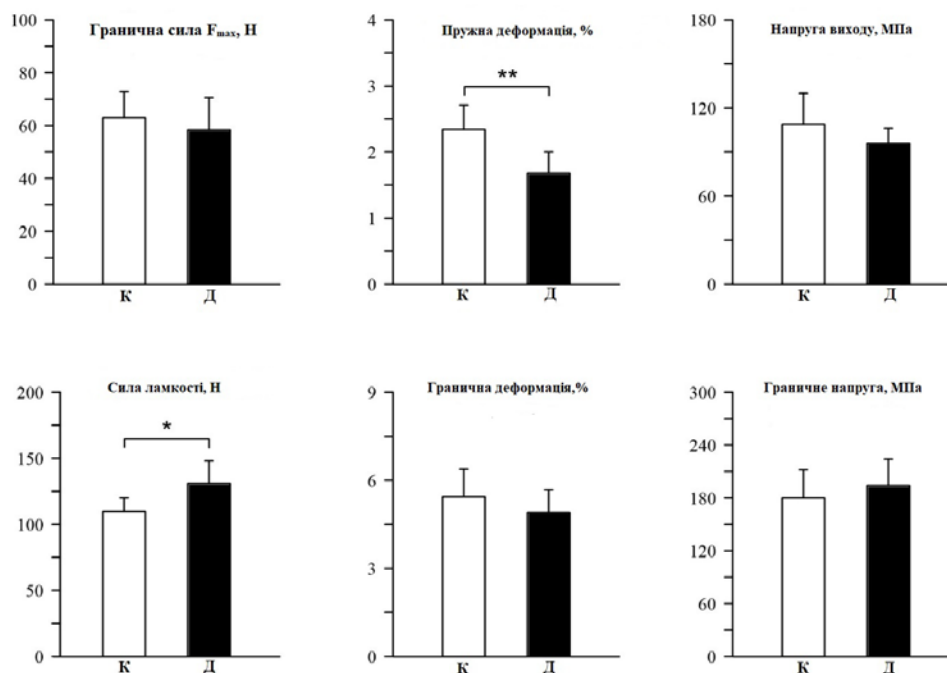 Гранична сила Fmax, Н
100
80
60
40
20
0
К Д
Пружна деформація, %
4
3
2
1
0
**
К Д
Напруга виходу, МПа
180
120
60
0
К Д
Сила ламкості, Н
200
150
100
50
0
*
К Д
Гранична деформація,%
9
6
3
0
К Д
Граничне напруга, МПа
300
240
180
180
60
0
К Д